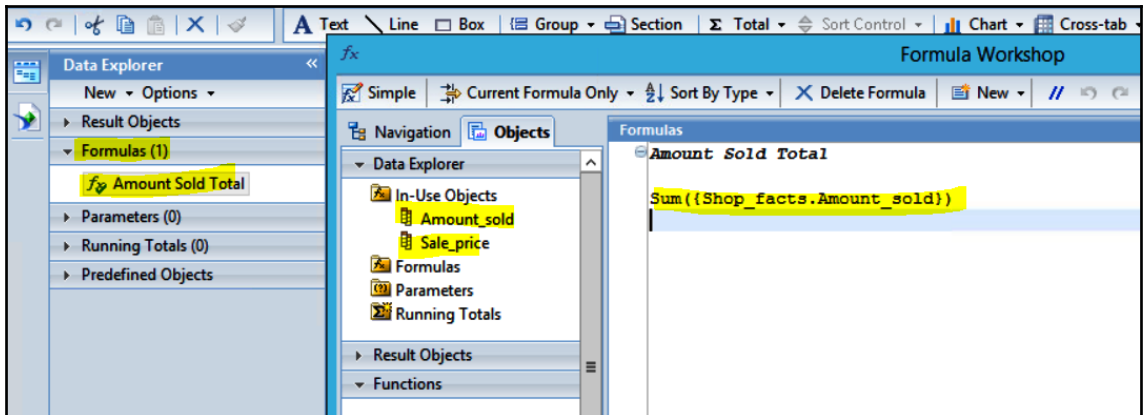 A Text Line Box Group Section Σ Total Sort Control Chart Cross-tab
Data Explorer «
New Options
Result Objects
Formulas (1)
Amount Sold Total
Parameters (0)
Running Totals (0)
Predefined Objects
fx Formula Workshop
Simple Current Formula Only Sort By Type Delete Formula New //
Navigation Objects
Data Explorer
In-Use Objects
Amount_sold
Sale_price
Formulas
Parameters
Running Totals
Result Objects
Functions
Formulas
Amount Sold Total
Sum({Shop_facts.Amount_sold})